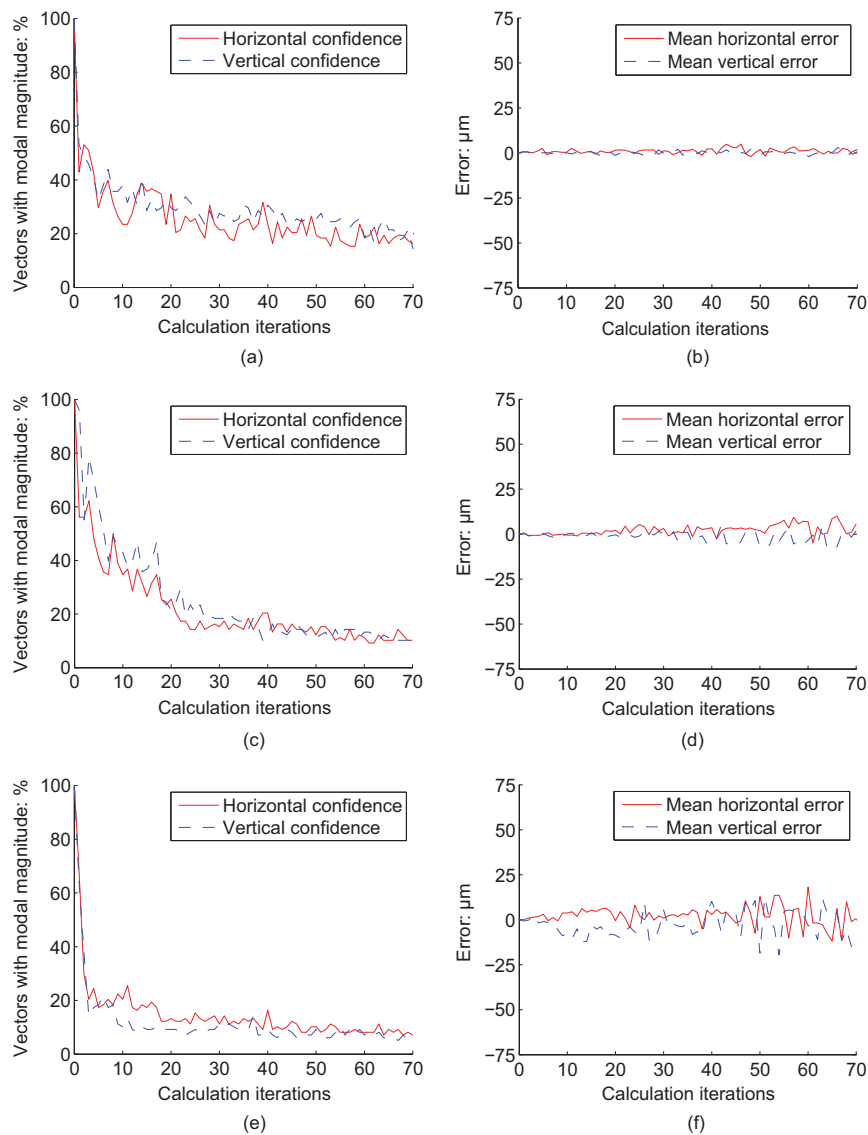 100
80
60
40
20
0
Vectors with modal magnitude: %
Horizontal confidence
Vertical confidence
0 10 20 30 40 50 60 70
Calculation iterations
(a)
75
50
25
0
−25
−50
−75
Error: µm
Mean horizontal error
Mean vertical error
0 10 20 30 40 50 60 70
Calculation iterrions
(b)
100
80
60
40
20
0
Vectors with modal magnitude: %
Horizontal confidence
Vertical confidence
0 10 20 30 40 50 60 70
Calculation iterrions
(c)
75
50
25
0
−25
−50
−75
Error: µm
Mean horizontal error
Mean vertical error
0 10 20 30 40 50 60 70
Calculation iterrions
(d)
100
80
60
40
20
0
Vectors with modal magnitude: %
Horizontal confidence
Vertical confidence
0 10 20 30 40 50 60 70
Calculation iterrions
(e)
75
50
25
0
−25
−50
−75
Error: µm
Mean horizontal error
Mean vertical error
0 10 20 30 40 50 60 70
Calculation iterrions
(f)